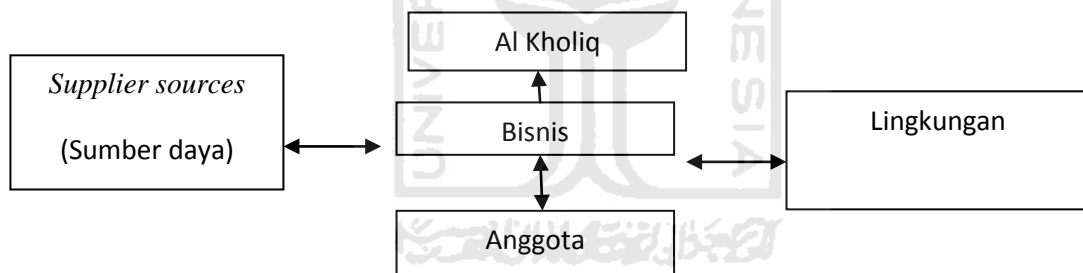 Al Kholiq
Supplier sources
(Sumber daya)
Bisnis
Lingkungan
Anggota